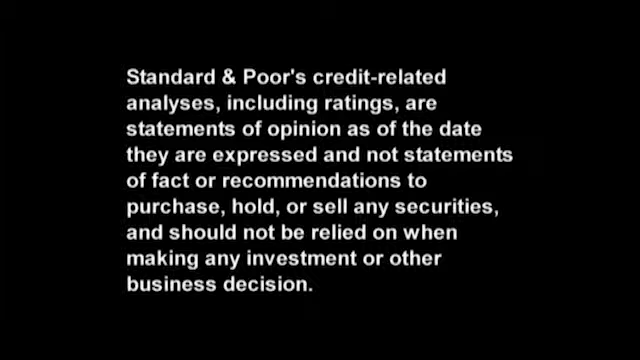 Standard & Poor's credit-related
analyses, including ratings, are
statements of opinion as of the date
they are expressed and not statements
of fact or recommendations to
purchase, hold, or sell any securities,
and should not be relied on when
making any investment or other
business decision.